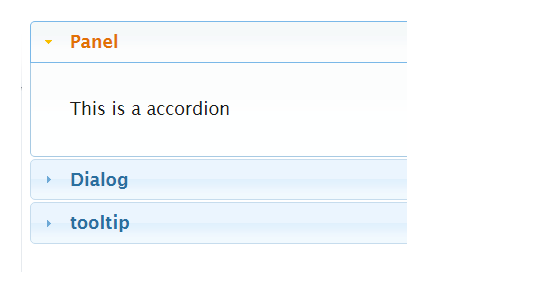 Panel
This is a accordion
Dialog
tooltip